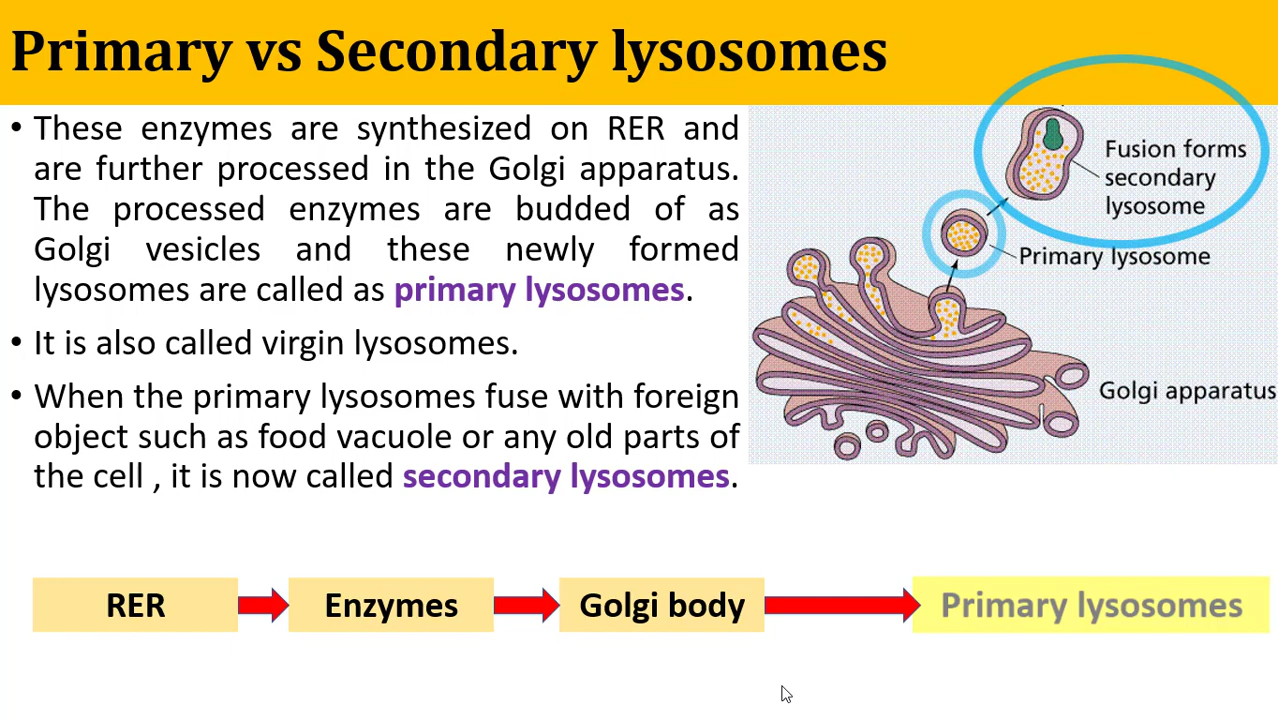 Primary vs Secondary lysosomes
• These enzymes are synthesized on RER and
are further processed in the Golgi apparatus.
The processed enzymes are budded of as
Golgi vesicles and these newly formed
lysosomes are called as primary lysosomes.
• It is also called virgin lysosomes.
• When the primary lysosomes fuse with foreign
object such as food vacuole or any old parts of
the cell , it is now called secondary lysosomes.
Fusion forms
secondary
lysosome
Primary lysosome
Golgi apparatus
RER
Enzymes
Golgi body
Primary lysosomes